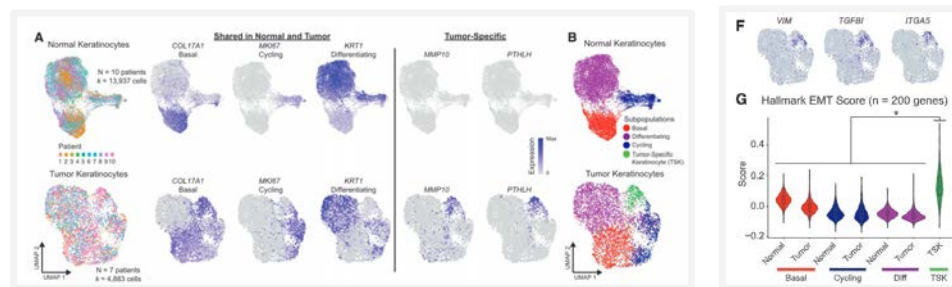 A
Shared in Normal and Tumor
Tumor-Specific
B
Normal Keratinocytes
COL17A1
Basal
MKI67
Cycling
KRT1
Differentiating
MMP10
PTHLH
Normal Keratinocytes
N = 10 patients
k = 13,937 cells
Patient
1 2 3 4 5 6 7 8 9 10
Expression
Max
0
Subpopulations
Basal
Differentiating
Cycling
Tumor-Specific
Keratinocyte (TSK)
Tumor Keratinocytes
COL17A1
Basal
MKI67
Cycling
KRT1
Differentiating
MMP10
PTHLH
Tumor Keratinocytes
UMAP 2
UMAP 1
N = 7 patients
k = 4,883 cells
UMAP 2
UMAP 1
F
VIM
TGFBI
ITGA5
G
Hallmark EMT Score (n = 200 genes)
*
Score
0.4
0.2
0.0
−0.2
Normal
Tumor
Normal
Tumor
Normal
Tumor
TSK
Basal
Cycling
Diff
TSK